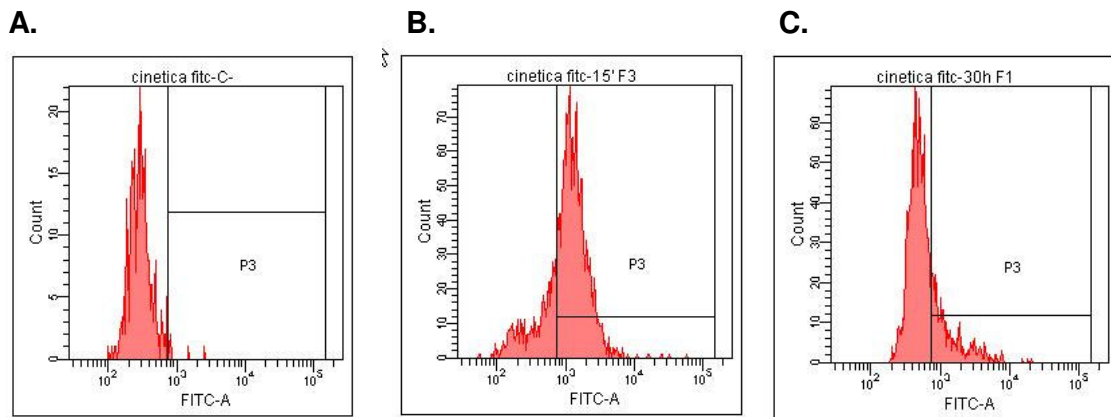 A.
cinetica fitc-C-
Count
20
15
10
5
0
P3
10² 10³ 10⁴ 10⁵
FITC-A
B.
cinetica fitc-15' F3
Count
70
60
50
40
30
20
10
0
P3
10² 10³ 10⁴ 10⁵
FITC-A
C.
cinetica fitc-30h F1
Count
60
50
40
30
20
10
0
P3
10² 10³ 10⁴ 10⁵
FITC-A